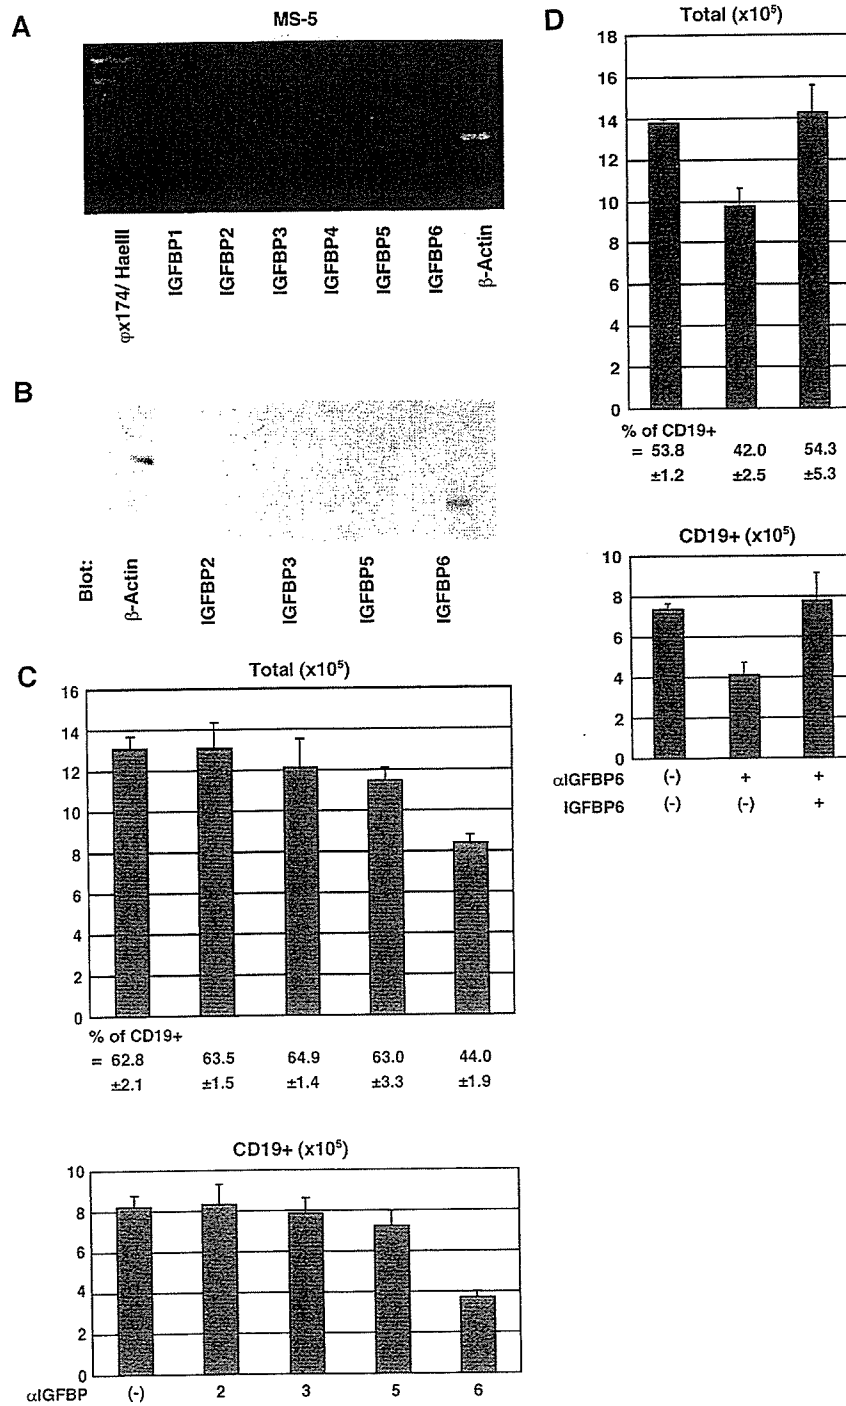 A
MS-5
φx174/ HaeIII
IGFBP1
IGFBP2
IGFBP3
IGFBP4
IGFBP5
IGFBP6
β-Actin
B
Blot:
β-Actin
IGFBP2
IGFBP3
IGFBP5
IGFBP6
C
Total (x10⁵)
16
14
12
10
8
6
4
2
0
% of CD19+
= 62.8 63.5 64.9 63.0 44.0
±2.1 ±1.5 ±1.4 ±3.3 ±1.9
CD19+ (x10⁵)
10
8
6
4
2
0
αIGFBP (-) 2 3 5 6
D
Total (x10⁵)
18
16
14
12
10
8
6
4
2
0
% of CD19+
= 53.8 42.0 54.3
±1.2 ±2.5 ±5.3
CD19+ (x10⁵)
10
8
6
4
2
0
αIGFBP6 (-) + +
IGFBP6 (-) (-) +